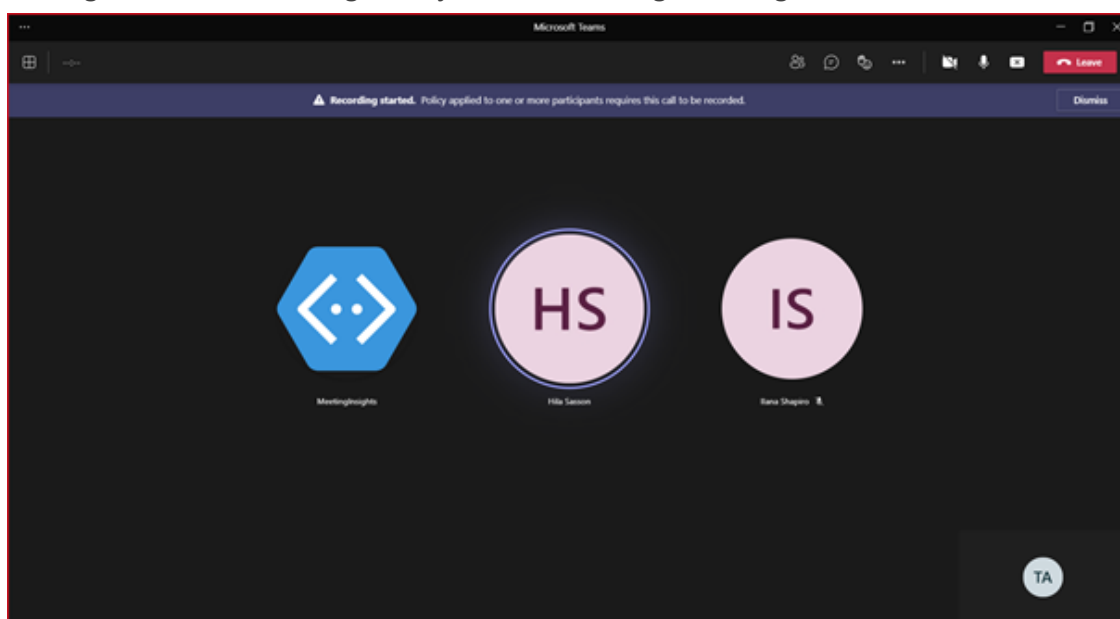 Microsoft Teams
Leave
Recording started. Policy applied to one or more participants requires this call to be recorded.
Dismiss
HS
IS
MeetingInsights
Hila Sasson
Ilana Shapiro
TA